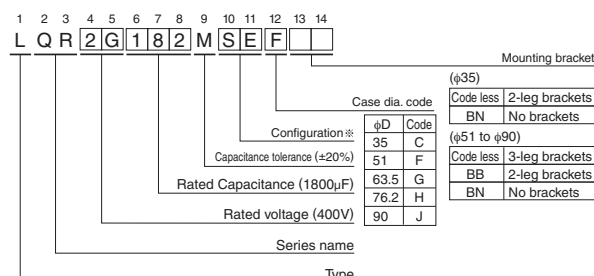 1 2 3 4 5 6 7 8 9 10 11 12 13 14
L Q R 2 G 1 8 2 M S E F
Mounting bracket
(ϕ35)
Code less 2-leg brackets
BN No brackets
(ϕ51 to ϕ90)
Code less 3-leg brackets
BB 2-leg brackets
BN No brackets
Case dia. code
ϕD Code
35 C
51 F
63.5 G
76.2 H
90 J
Configuration※
Capacitance tolerance (±20%)
Rated Capacitance (1800µF)
Rated voltage (400V)
Series name
Type